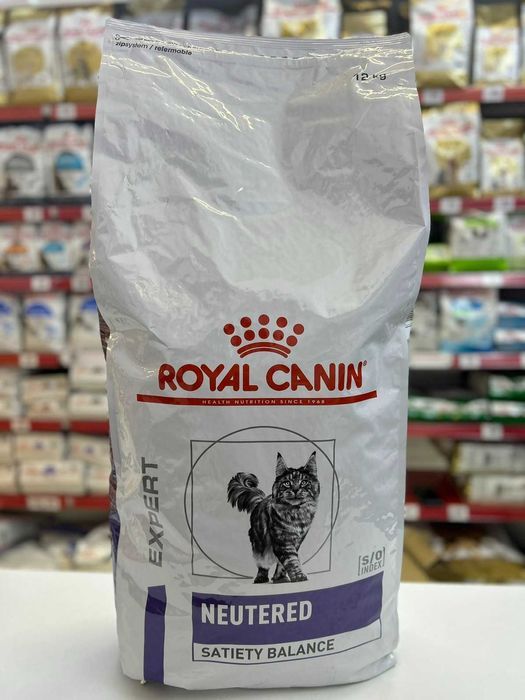 zipsystem / refermable
12 kg
ROYAL CANIN
HEALTH NUTRITION SINCE 1968
EXPERT
S/O
INDEX
NEUTERED
SATIETY BALANCE